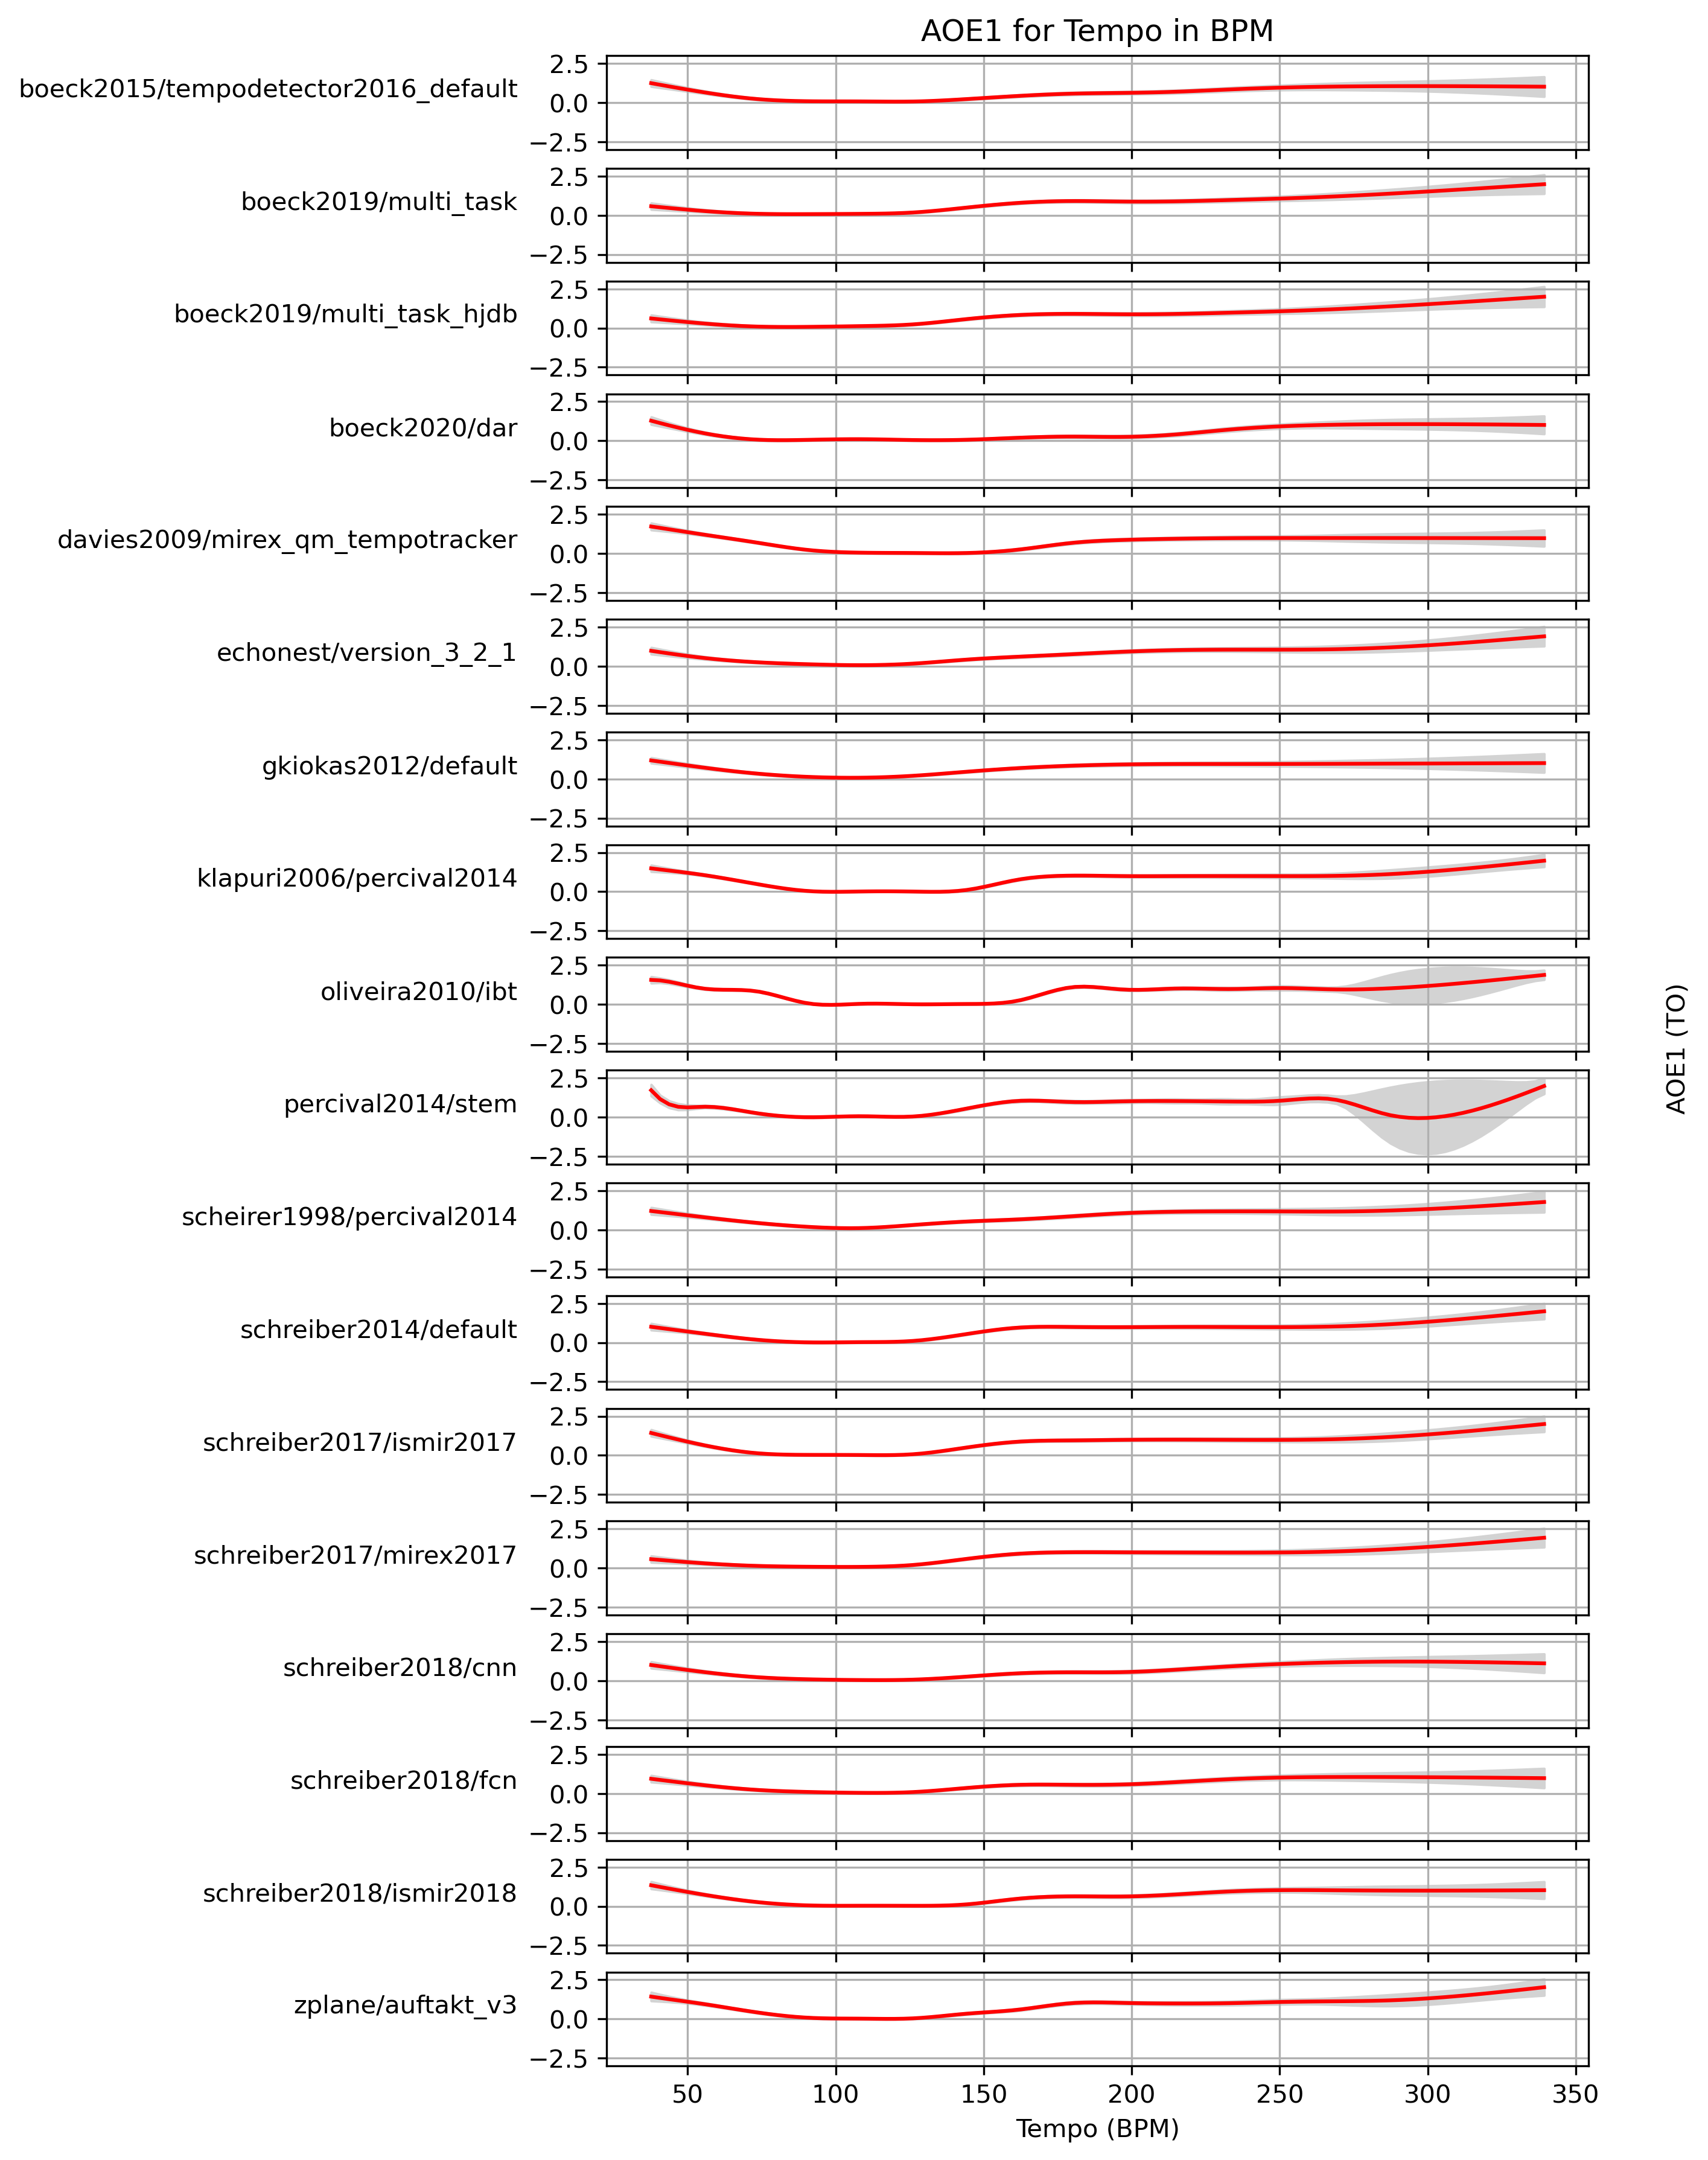 AOE1 for Tempo in BPM
boeck2015/tempodetector2016_default
2.5
0.0
−2.5
boeck2019/multi_task
2.5
0.0
−2.5
boeck2019/multi_task_hjdb
2.5
0.0
−2.5
boeck2020/dar
2.5
0.0
−2.5
davies2009/mirex_qm_tempotracker
2.5
0.0
−2.5
echonest/version_3_2_1
2.5
0.0
−2.5
gkiokas2012/default
2.5
0.0
−2.5
klapuri2006/percival2014
2.5
0.0
−2.5
oliveira2010/ibt
2.5
0.0
−2.5
percival2014/stem
2.5
0.0
−2.5
scheirer1998/percival2014
2.5
0.0
−2.5
schreiber2014/default
2.5
0.0
−2.5
schreiber2017/ismir2017
2.5
0.0
−2.5
schreiber2017/mirex2017
2.5
0.0
−2.5
schreiber2018/cnn
2.5
0.0
−2.5
schreiber2018/fcn
2.5
0.0
−2.5
schreiber2018/ismir2018
2.5
0.0
−2.5
zplane/auftakt_v3
2.5
0.0
−2.5
50 100 150 200 250 300 350
Tempo (BPM)
AOE1 (TO)